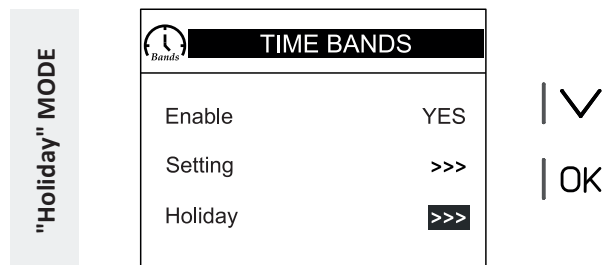 "Holiday" MODE
Bands
TIME BANDS
Enable YES
Setting >>>
Holiday >>>
OK